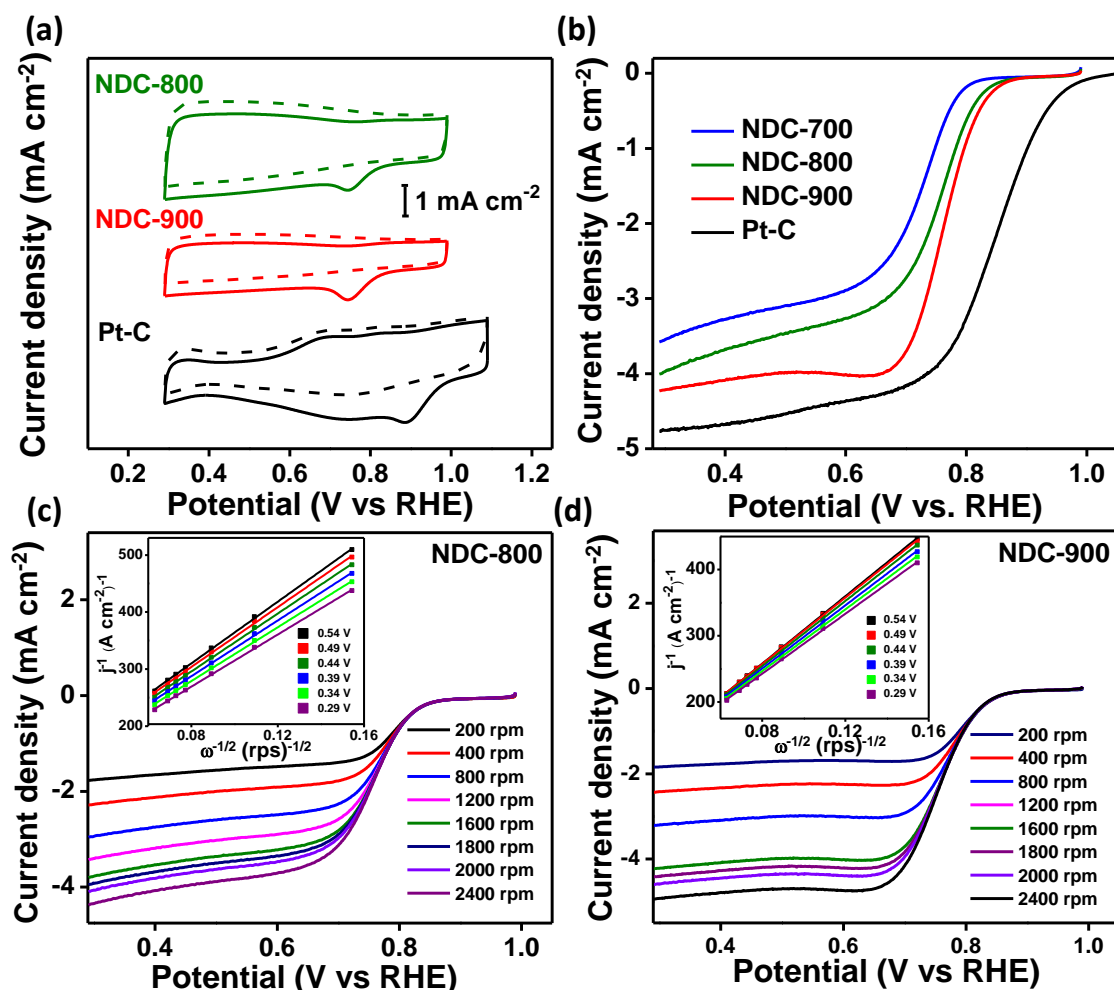 (a)
Current density (mA cm-2)
NDC-800
1 mA cm-2
NDC-900
Pt-C
0.2 0.4 0.6 0.8 1.0 1.2
Potential (V vs RHE)
(b)
Current density (mA cm-2)
0
-1
-2
-3
-4
-5
NDC-700
NDC-800
NDC-900
Pt-C
0.4 0.6 0.8 1.0
Potential (V vs. RHE)
(c)
Current density (mA cm-2)
2
0
-2
-4
NDC-800
j-1 (A cm-2)-1
500
400
300
200
0.54 V
0.49 V
0.44 V
0.39 V
0.34 V
0.29 V
0.08 0.12 0.16
ω-1/2 (rps)-1/2
200 rpm
400 rpm
800 rpm
1200 rpm
1600 rpm
1800 rpm
2000 rpm
2400 rpm
0.4 0.6 0.8 1.0
Potential (V vs RHE)
(d)
Current density (mA cm-2)
2
0
-2
-4
NDC-900
j-1 (A cm-2)-1
400
300
200
0.54 V
0.49 V
0.44 V
0.39 V
0.34 V
0.29 V
0.08 0.12 0.16
ω-1/2 (rps)-1/2
200 rpm
400 rpm
800 rpm
1200 rpm
1600 rpm
1800 rpm
2000 rpm
2400 rpm
0.4 0.6 0.8 1.0
Potential (V vs RHE)